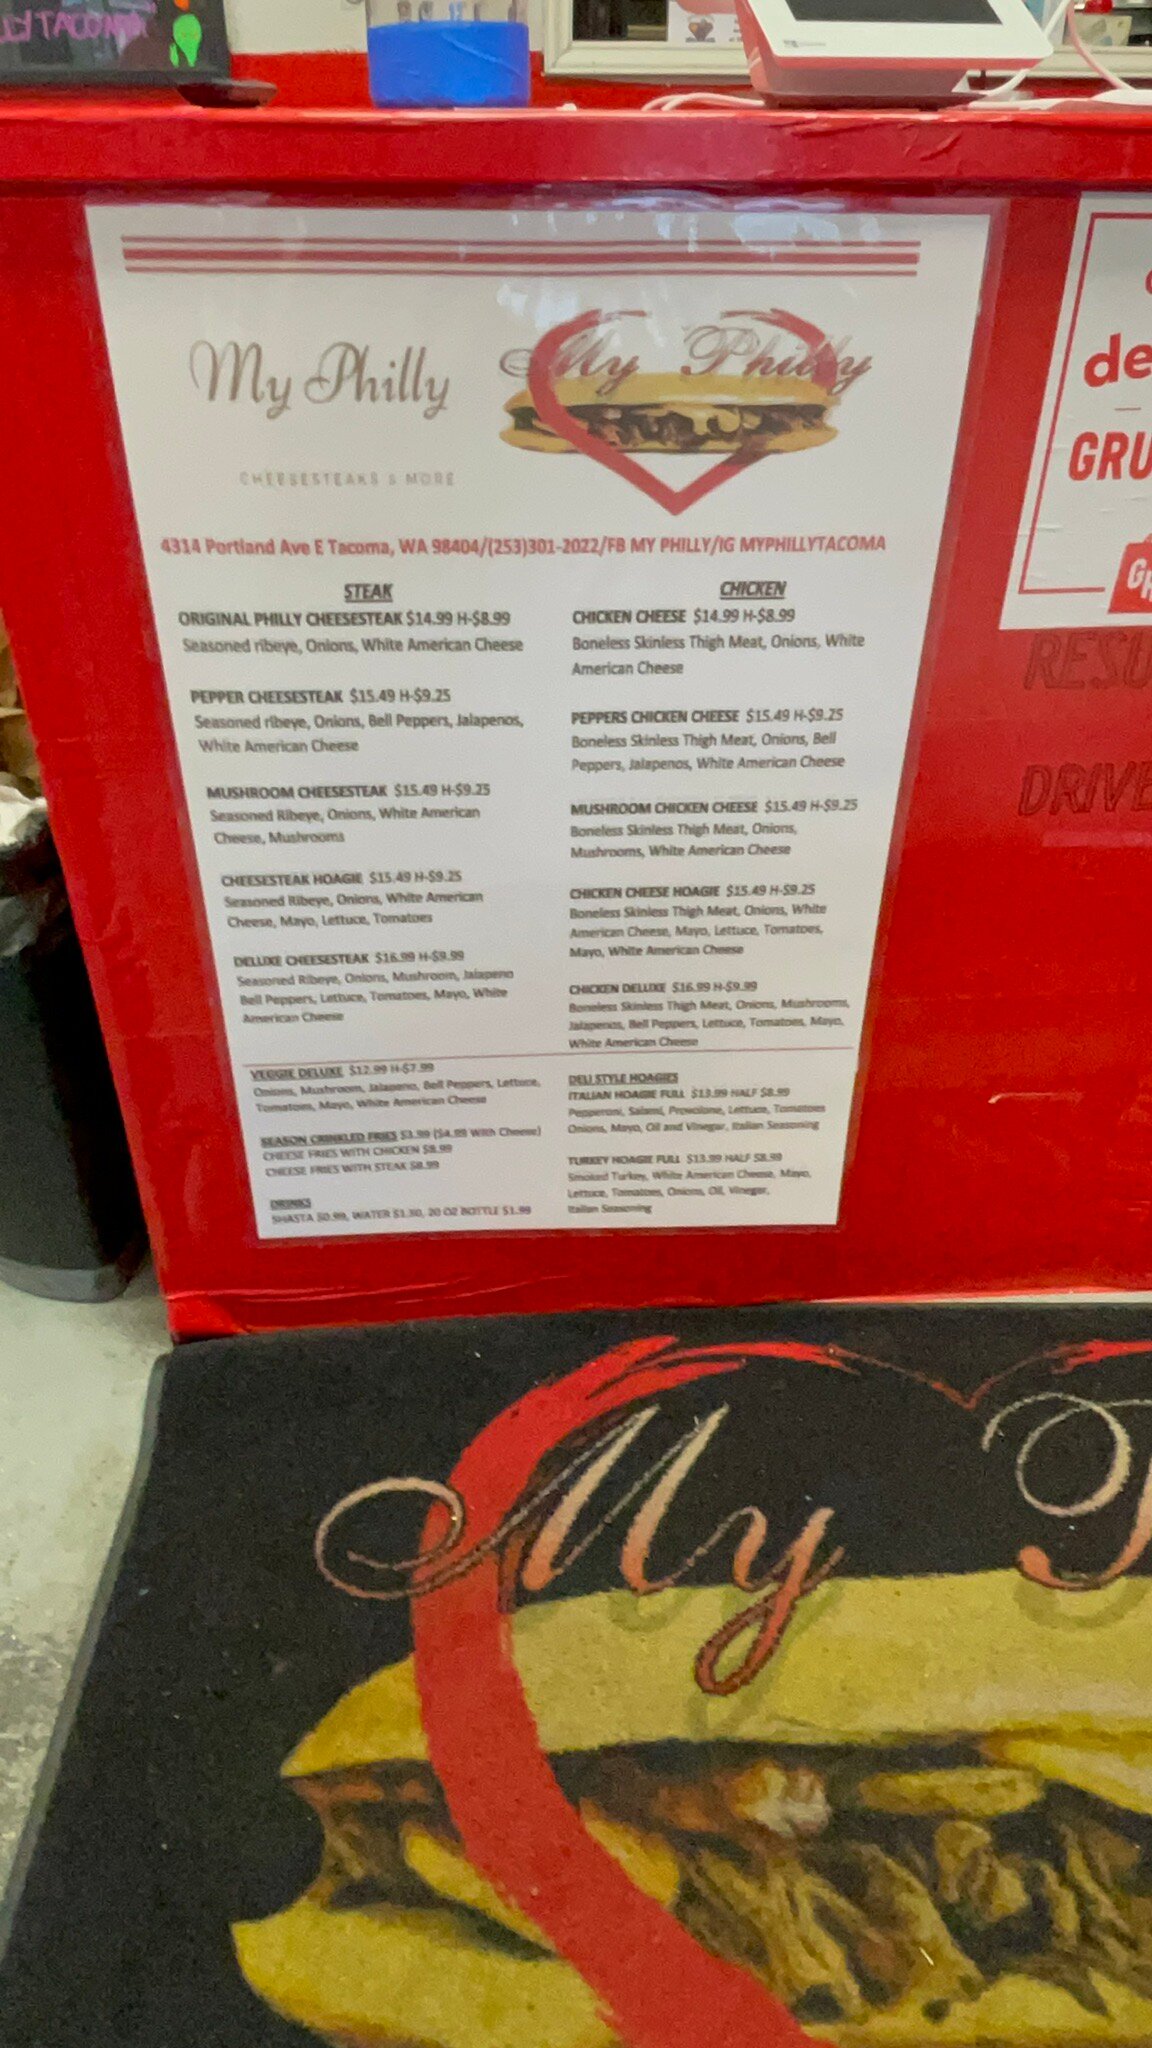 LY TACOMA"
My Philly
My Philly
CHEESESTEAKS & MORE
4314 Portland Ave E Tacoma, WA 98404/(253)301-2022/FB MY PHILLY/IG MYPHILLYTACOMA
STEAK
ORIGINAL PHILLY CHEESESTEAK $14.99 H-$8.99
Seasoned ribeye, Onions, White American Cheese
PEPPER CHEESESTEAK $15.49 H-$9.25
Seasoned ribeye, Onions, Bell Peppers, Jalapenos,
White American Cheese
MUSHROOM CHEESESTEAK $15.49 H-$9.25
Seasoned Ribeye, Onions, White American
Cheese, Mushrooms
CHEESESTEAK HOAGIE $15.49 H-$9.25
Seasoned Ribeye, Onions, White American
Cheese, Mayo, Lettuce, Tomatoes
DELUXE CHEESESTEAK $16.99 H-$9.99
Seasoned Ribeye, Onions, Mushroom, Jalapeno
Bell Peppers, Lettuce, Tomatoes, Mayo, White
American Cheese
VEGGIE DELUXE $12.99 H-$7.99
Onions, Mushroom, Jalapeno, Bell Peppers, Lettuce,
Tomatoes, Mayo, White American Cheese
SEASON CRINKLED FRIES $3.99 ($4.99 With Cheese)
CHEESE FRIES WITH CHICKEN $8.99
CHEESE FRIES WITH STEAK $8.99
DRINKS
SHASTA $0.99, WATER $1.50, 20 OZ BOTTLE $1.99
CHICKEN
CHICKEN CHEESE $14.99 H-$8.99
Boneless Skinless Thigh Meat, Onions, White
American Cheese
PEPPERS CHICKEN CHEESE $15.49 H-$9.25
Boneless Skinless Thigh Meat, Onions, Bell
Peppers, Jalapenos, White American Cheese
MUSHROOM CHICKEN CHEESE $15.49 H-$9.25
Boneless Skinless Thigh Meat, Onions,
Mushrooms, White American Cheese
CHICKEN CHEESE HOAGIE $15.49 H-$9.25
Boneless Skinless Thigh Meat, Onions, White
American Cheese, Mayo, Lettuce, Tomatoes,
Mayo, White American Cheese
CHICKEN DELUXE $16.99 H-$9.99
Boneless Skinless Thigh Meat, Onions, Mushrooms,
Jalapenos, Bell Peppers, Lettuce, Tomatoes, Mayo,
White American Cheese
DELI STYLE HOAGIES
ITALIAN HOAGIE FULL $13.99 HALF $8.99
Pepperoni, Salami, Provolone, Lettuce, Tomatoes
Onions, Mayo, Oil and Vinegar, Italian Seasoning
TURKEY HOAGIE FULL $13.99 HALF $8.99
Smoked Turkey, White American Cheese, Mayo,
Lettuce, Tomatoes, Onions, Oil, Vinegar,
Italian Seasoning
de
GRU
RESU
DRIVE
My P